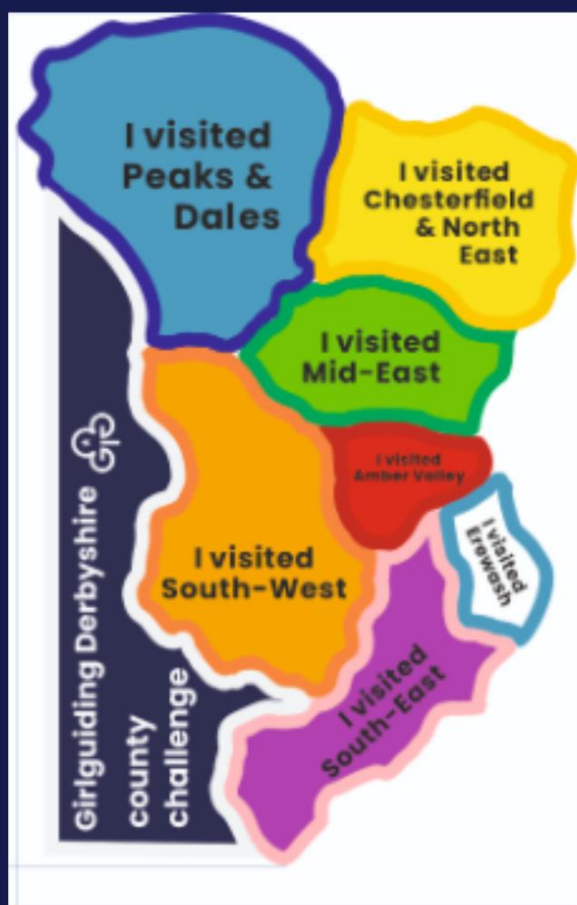 I visited
Peaks &
Dales
I visited
Chesterfield
& North
East
I visited
Mid-East
I visited
Amber Valley
I visited
Erewash
I visited
South-West
I visited
South-East
Girlguiding Derbyshire
county
challenge